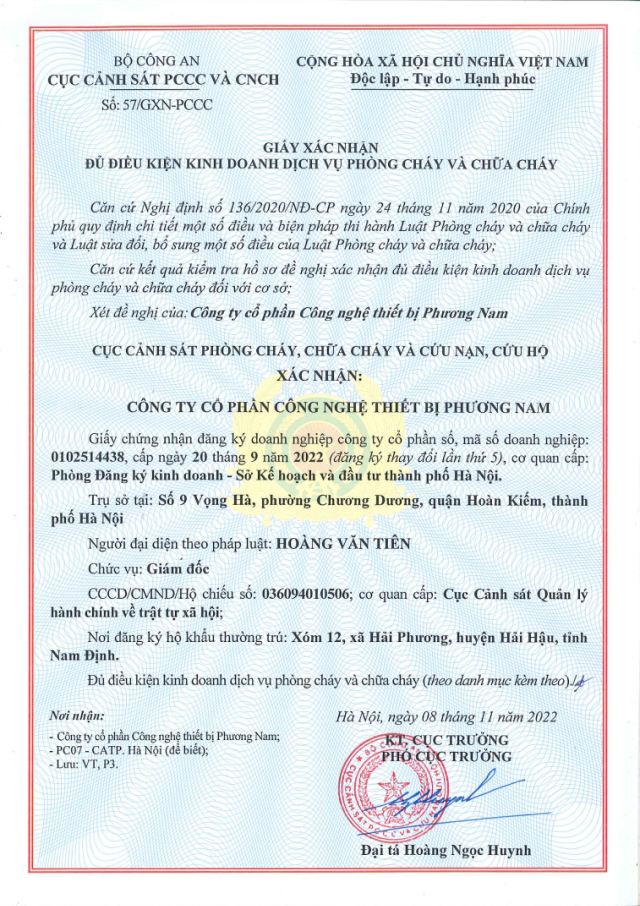 BỘ CÔNG AN
CỤC CẢNH SÁT PCCC VÀ CNCH
Số: 57/GXN-PCCC
CỘNG HÒA XÃ HỘI CHỦ NGHĨA VIỆT NAM
Độc lập - Tự do - Hạnh phúc
GIẤY XÁC NHẬN
ĐỦ ĐIỀU KIỆN KINH DOANH DỊCH VỤ PHÒNG CHÁY VÀ CHỮA CHÁY
Căn cứ Nghị định số 136/2020/NĐ-CP ngày 24 tháng 11 năm 2020 của Chính
phủ quy định chi tiết một số điều và biện pháp thi hành Luật Phòng cháy và chữa cháy
và Luật sửa đổi, bổ sung một số điều của Luật Phòng cháy và chữa cháy;
Căn cứ kết quả kiểm tra hồ sơ đề nghị xác nhận đủ điều kiện kinh doanh dịch vụ
phòng cháy và chữa cháy đối với cơ sở;
Xét đề nghị của: Công ty cổ phần Công nghệ thiết bị Phương Nam
CỤC CẢNH SÁT PHÒNG CHÁY, CHỮA CHÁY VÀ CỨU NẠN, CỨU HỘ
XÁC NHẬN:
CÔNG TY CỔ PHẦN CÔNG NGHỆ THIẾT BỊ PHƯƠNG NAM
Giấy chứng nhận đăng ký doanh nghiệp công ty cổ phần số, mã số doanh nghiệp:
0102514438, cấp ngày 20 tháng 9 năm 2022 (đăng ký thay đổi lần thứ 5), cơ quan cấp:
Phòng Đăng ký kinh doanh - Sở Kế hoạch và đầu tư thành phố Hà Nội.
Trụ sở tại: Số 9 Vọng Hà, phường Chương Dương, quận Hoàn Kiếm, thành
phố Hà Nội
Người đại diện theo pháp luật: HOÀNG VĂN TIÊN
Chức vụ: Giám đốc
CCCD/CMND/Hộ chiếu số: 036094010506; cơ quan cấp: Cục Cảnh sát Quản lý
hành chính về trật tự xã hội;
Nơi đăng ký hộ khẩu thường trú: Xóm 12, xã Hải Phương, huyện Hải Hậu, tỉnh
Nam Định.
Đủ điều kiện kinh doanh dịch vụ phòng cháy và chữa cháy (theo danh mục kèm theo)./.
Nơi nhận:
- Công ty cổ phần Công nghệ thiết bị Phương Nam;
- PC07 - CATP. Hà Nội (để biết);
- Lưu: VT, P3.
Hà Nội, ngày 08 tháng 11 năm 2022
KT. CỤC TRƯỞNG
PHÓ CỤC TRƯỞNG
Đại tá Hoàng Ngọc Huynh